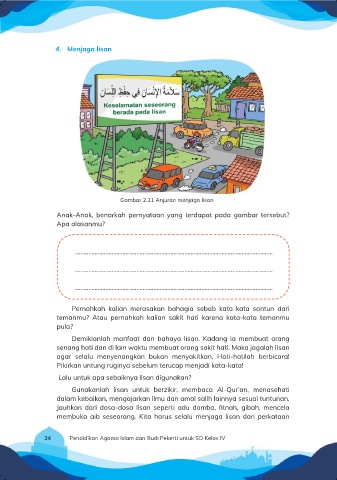 4. Menjaga lisan
سَلَامَةُ الْإِنْسَانِ فِي حِفْظِ اللِّسَانِ
Keselamatan seseorang
berada pada lisan
Gambar 2.11 Anjuran menjaga lisan
Anak-Anak, benarkah pernyataan yang terdapat pada gambar tersebut?
Apa alasanmu?
Pernahkah kalian merasakan bahagia sebab kata-kata santun dari
temanmu? Atau pernahkah kalian sakit hati karena kata-kata temanmu
pula?
Demikianlah manfaat dan bahaya lisan. Kadang ia membuat orang
senang hati dan di lain waktu membuat orang sakit hati. Maka jagalah lisan
agar selalu menyenangkan bukan menyakitkan. Hati-hatilah berbicara!
Pikirkan untung ruginya sebelum terucap menjadi kata-kata!
Lalu untuk apa sebaiknya lisan digunakan?
Gunakanlah lisan untuk berzikir, membaca Al-Qur'an, menasehati
dalam kebaikan, mengajarkan ilmu dan amal salih lainnya sesuai tuntunan.
Jauhkan dari dosa-dosa lisan seperti adu domba, fitnah, gibah, mencela
membuka aib seseorang. Kita harus selalu menjaga lisan dari perkataan
34 Pendidikan Agama Islam dan Budi Pekerti untuk SD Kelas IV